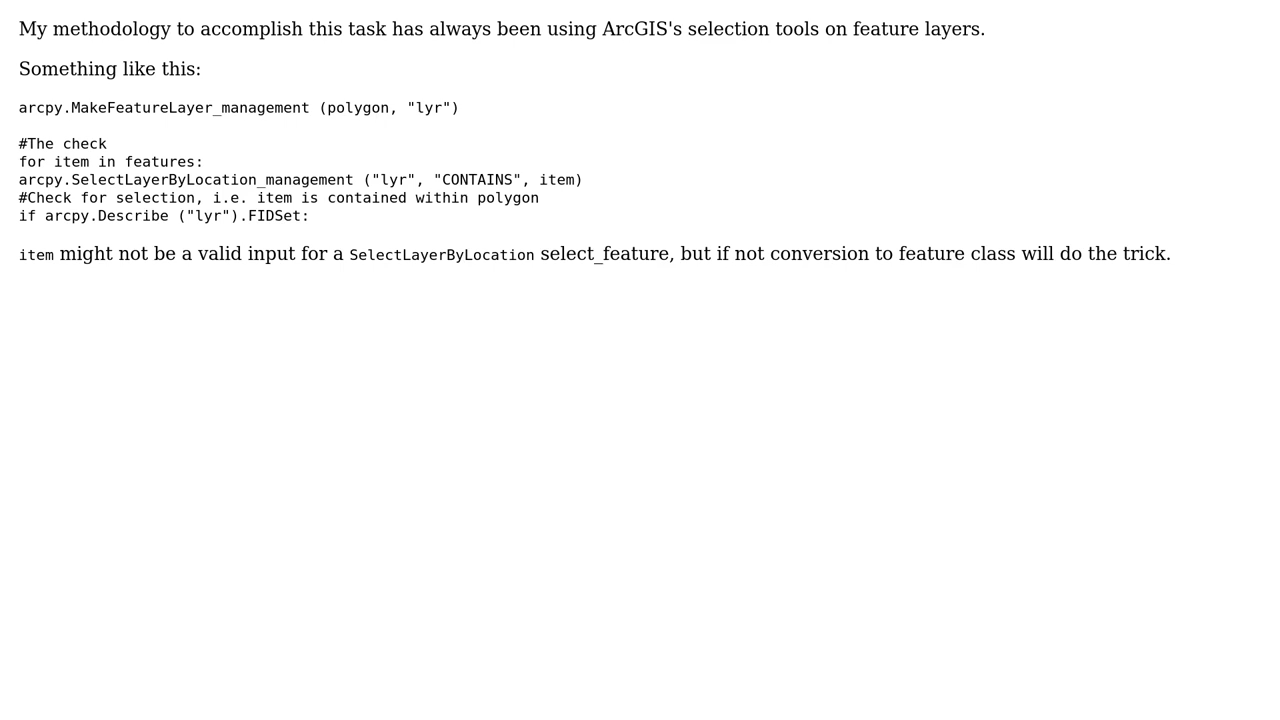 My methodology to accomplish this task has always been using ArcGIS's selection tools on feature layers.
Something like this:
arcpy.MakeFeatureLayer_management (polygon, "lyr")
#The check
for item in features:
arcpy.SelectLayerByLocation_management ("lyr", "CONTAINS", item)
#Check for selection, i.e. item is contained within polygon
if arcpy.Describe ("lyr").FIDSet:
item might not be a valid input for a SelectLayerByLocation select_feature, but if not conversion to feature class will do the trick.